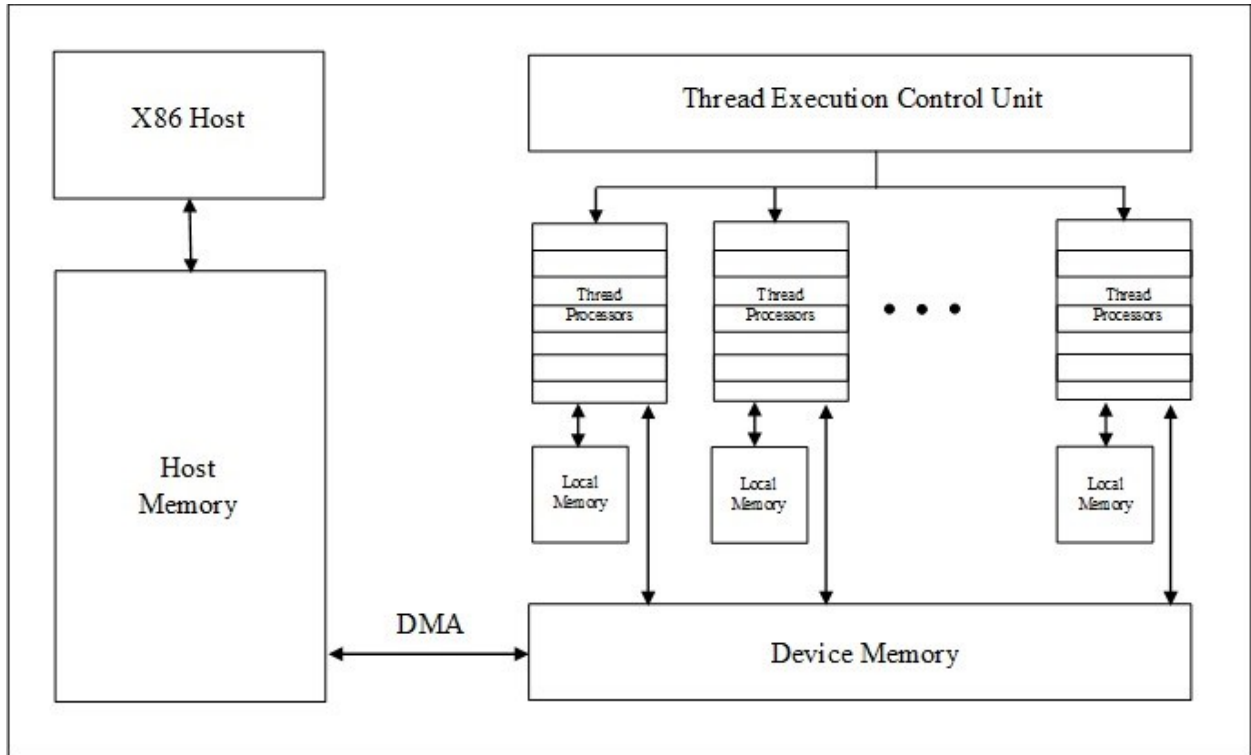 X86 Host
Thread Execution Control Unit
Thread
Processors
Thread
Processors
Thread
Processors
Host
Memory
Local
Memory
Local
Memory
Local
Memory
DMA
Device Memory